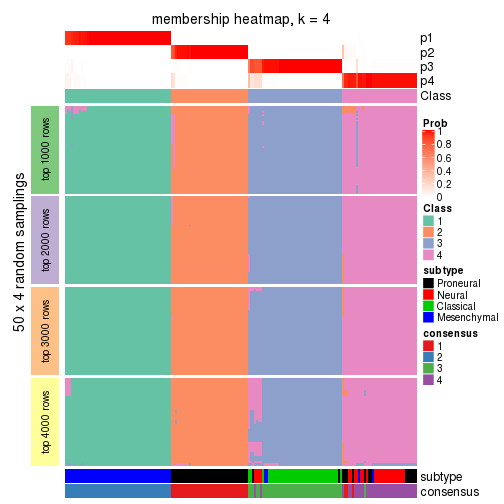 membership heatmap, k = 4
p1
p2
p3
p4
Class
50 x 4 random samplings
top 1000 rows
top 2000 rows
top 3000 rows
top 4000 rows
subtype
consensus
Prob
1
0.8
0.6
0.4
0.2
0
Class
1
2
3
4
subtype
Proneural
Neural
Classical
Mesenchymal
consensus
1
2
3
4